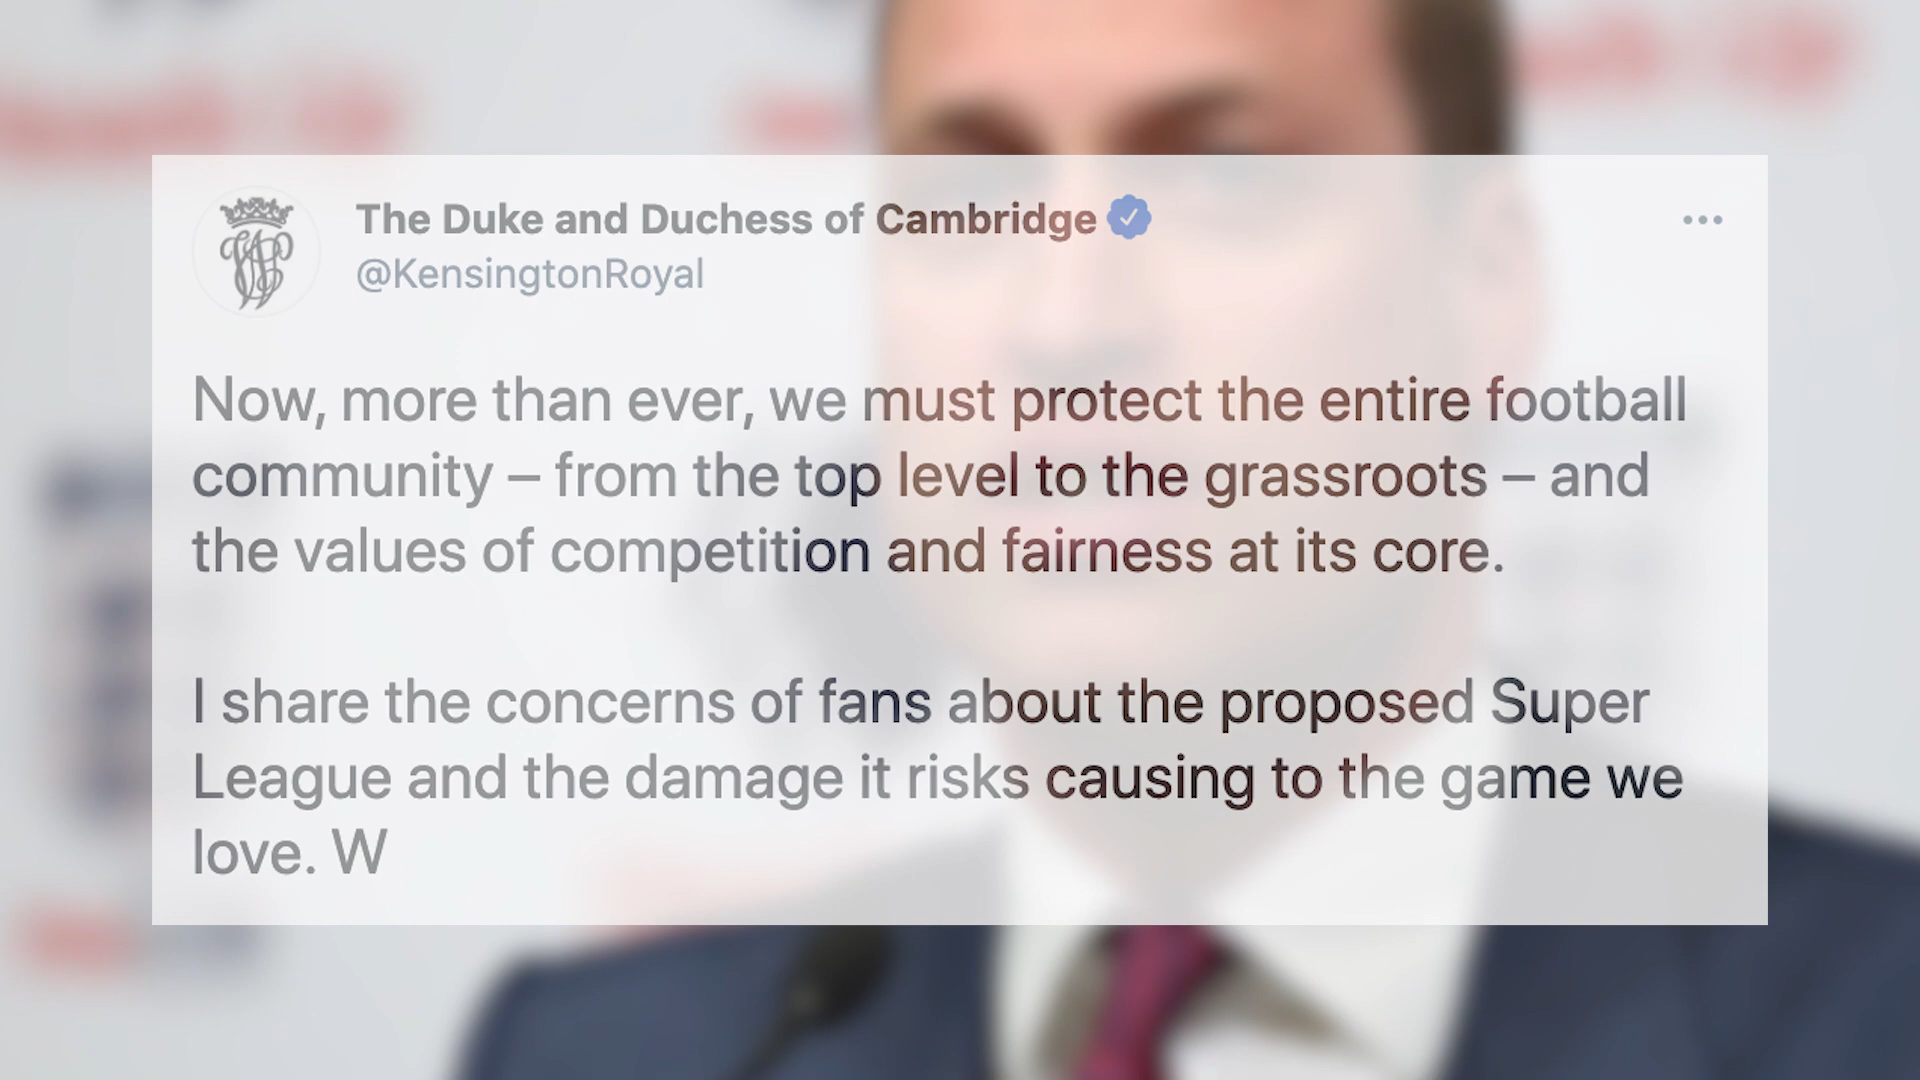 The Duke and Duchess of Cambridge
@KensingtonRoyal
Now, more than ever, we must protect the entire football
community – from the top level to the grassroots – and
the values of competition and fairness at its core.
I share the concerns of fans about the proposed Super
League and the damage it risks causing to the game we
love. W